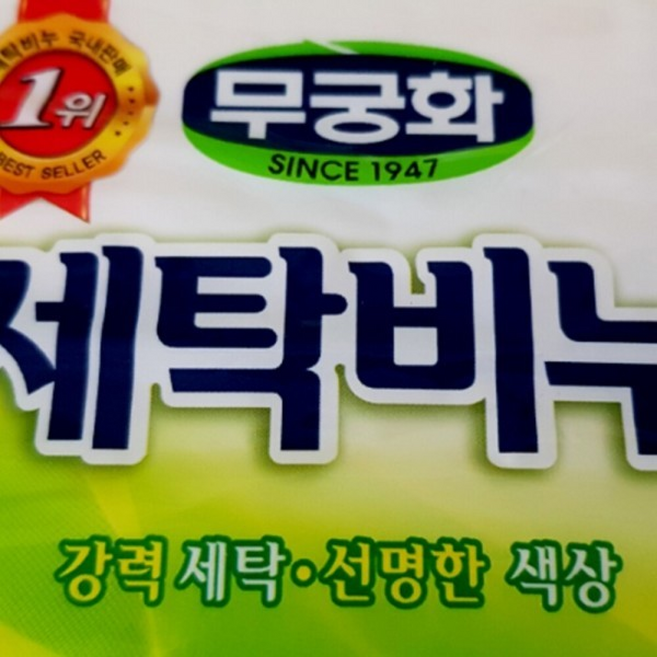 세탁비누 국내판매
1위
BEST SELLER
무궁화
SINCE 1947
세탁비누
강력 세탁·선명한 색상